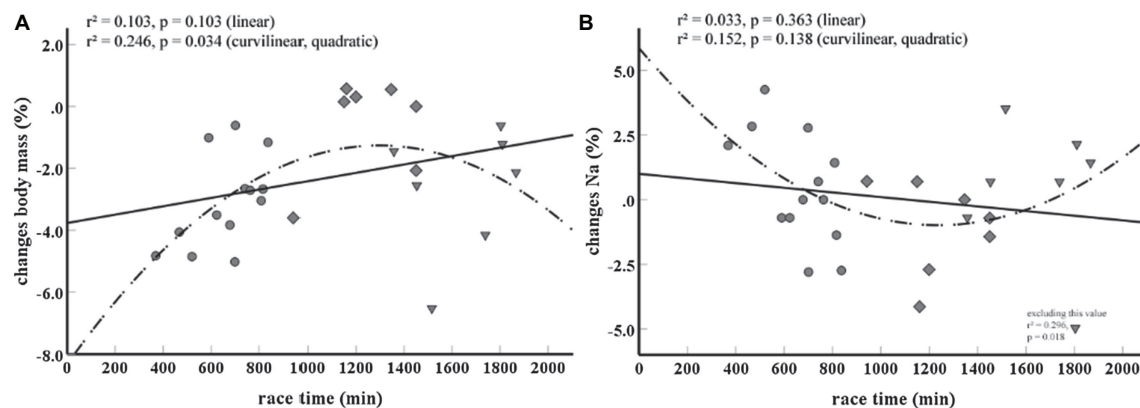 A
r² = 0.103, p = 0.103 (linear)
r² = 0.246, p = 0.034 (curvilinear, quadratic)
2.0
.0
-2.0
-4.0
-6.0
-8.0
changes body mass (%)
0 200 400 600 800 1000 1200 1400 1600 1800 2000
race time (min)
B
r² = 0.033, p = 0.363 (linear)
r² = 0.152, p = 0.138 (curvilinear, quadratic)
5.0
2.5
.0
-2.5
-5.0
changes Na (%)
excluding this value
r² = 0.296,
p = 0.018
0 200 400 600 800 1000 1200 1400 1600 1800 2000
race time (min)